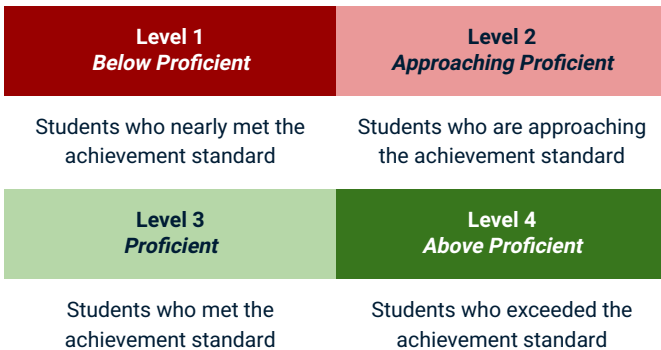 Level 1
Below Proficient
Students who nearly met the
achievement standard
Level 2
Approaching Proficient
Students who are approaching
the achievement standard
Level 3
Proficient
Students who met the
achievement standard
Level 4
Above Proficient
Students who exceeded the
achievement standard